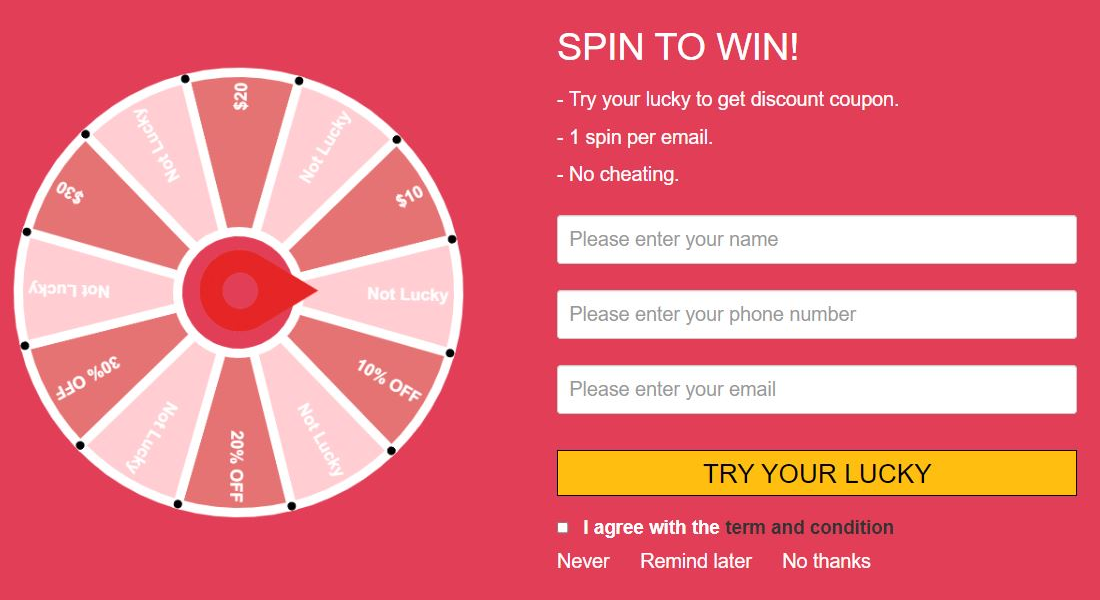 SPIN TO WIN!
- Try your lucky to get discount coupon.
- 1 spin per email.
- No cheating.
Please enter your name
Please enter your phone number
Please enter your email
TRY YOUR LUCKY
I agree with the term and condition
Never Remind later No thanks
$20
Not Lucky
$10
Not Lucky
10% OFF
Not Lucky
20% OFF
Not Lucky
30% OFF
Not Lucky
$30
Not Lucky